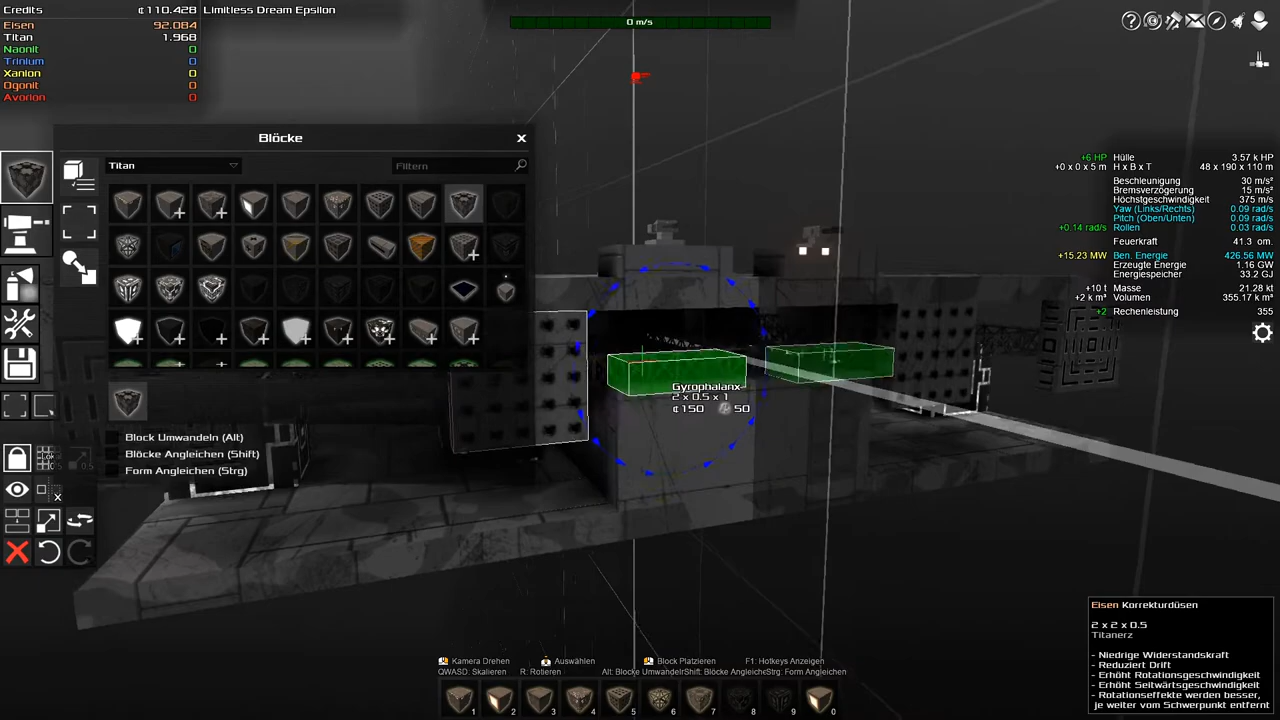 Credits ¢110.428 Limitless Dream Epsilon
Eisen 92.084
Titan 1.968
Naonit 0
Trinium 0
Xanion 0
Ogonit 0
Avorion 0
0 m/s
Blöcke
Titan
Filtern
+6 HP Hülle 3.57 k HP
+0 x 0 x 5 m H x B x T 48 x 190 x 110 m
Beschleunigung 30 m/s²
Bremsverzögerung 15 m/s²
Höchstgeschwindigkeit 375 m/s
Yaw (Links/Rechts) 0.09 rad/s
Pitch (Oben/Unten) 0.09 rad/s
+0.14 rad/s Rollen 0.03 rad/s
Feuerkraft 41.3 om.
+15.23 MW Ben. Energie 426.56 MW
Erzeugte Energie 1.16 GW
Energiespeicher 33.2 GJ
+10 t Masse 21.28 kt
+2 k m³ Volumen 355.17 k m³
+2 Rechenleistung 355
Gyrophalanx
2 x 0.5 x 1
¢150 50
Block Umwandeln (Alt)
Blöcke Angleichen (Shift)
Form Angleichen (Strg)
Eisen Korrekturdüsen
2 x 2 x 0.5
Titanerz
- Niedrige Widerstandskraft
- Reduziert Drift
- Erhöht Rotationsgeschwindigkeit
- Erhöht Seitwärtsgeschwindigkeit
- Rotationseffekte werden besser,
je weiter vom Schwerpunkt entfernt
Kamera Drehen Auswählen Block Platzieren F1: Hotkeys Anzeigen
QWASD: Skalieren R: Rotieren Alt: Blocke Umwandeln Shift: Blöcke Angleichen Strg: Form Angleichen
1 2 3 4 5 6 7 8 9 0